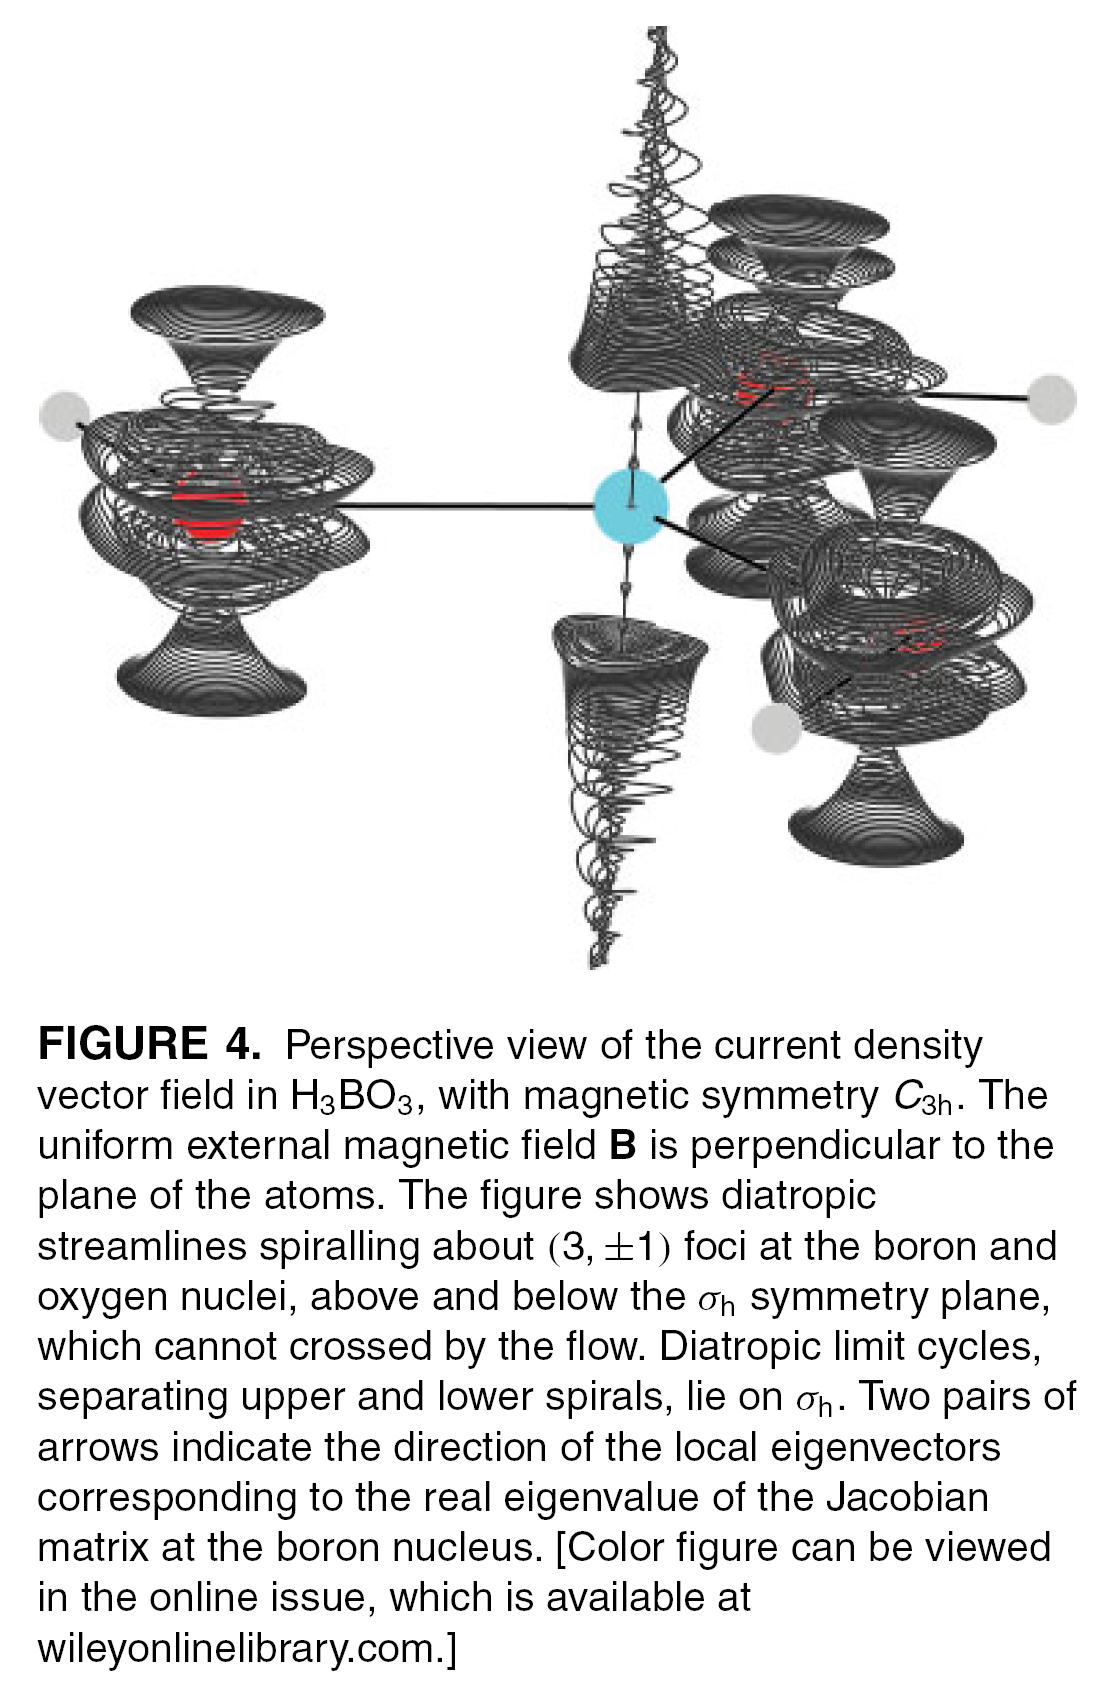 FIGURE 4. Perspective view of the current density
vector field in H₃BO₃, with magnetic symmetry C₃ₕ. The
uniform external magnetic field B is perpendicular to the
plane of the atoms. The figure shows diatropic
streamlines spiralling about (3, ±1) foci at the boron and
oxygen nuclei, above and below the σₕ symmetry plane,
which cannot crossed by the flow. Diatropic limit cycles,
separating upper and lower spirals, lie on σₕ. Two pairs of
arrows indicate the direction of the local eigenvectors
corresponding to the real eigenvalue of the Jacobian
matrix at the boron nucleus. [Color figure can be viewed
in the online issue, which is available at
wileyonlinelibrary.com.]